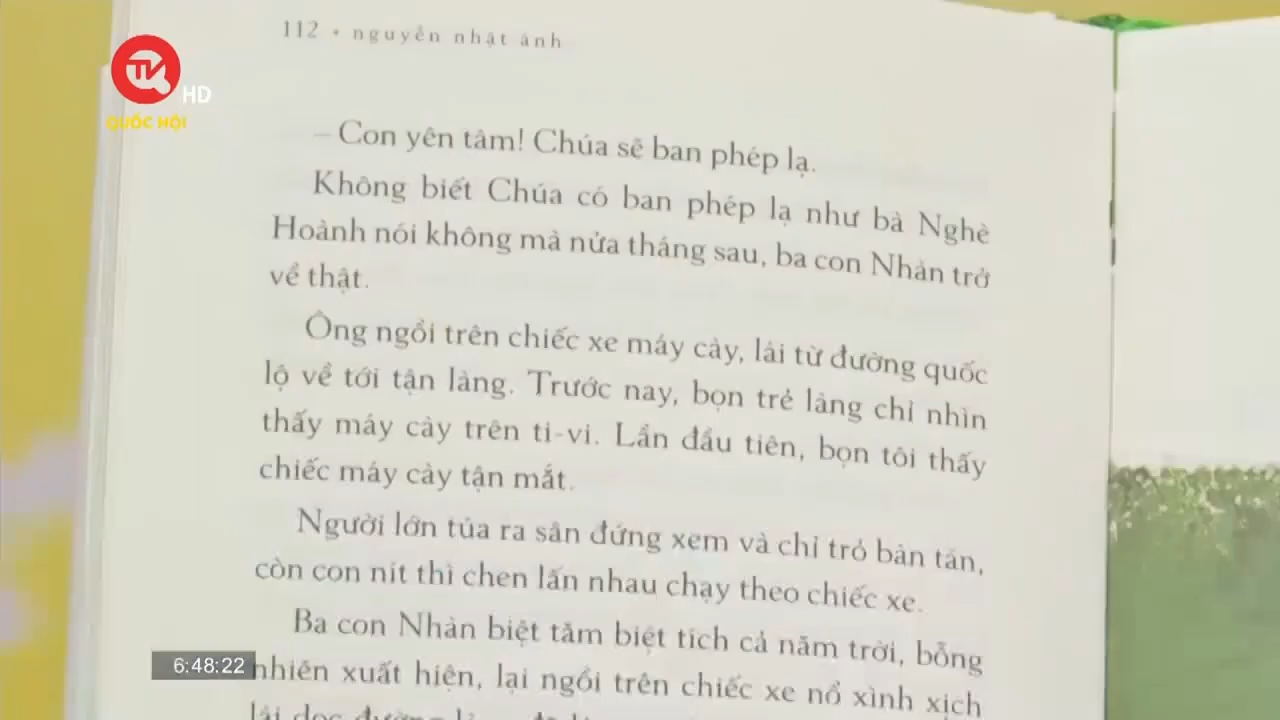 112 • nguyễn nhật ánh
TV
HD
QUỐC HỘI
– Con yên tâm! Chúa sẽ ban phép lạ.
Không biết Chúa có ban phép lạ như bà Nghè
Hoành nói không mà nửa tháng sau, ba con Nhàn trở
về thật.
Ông ngồi trên chiếc xe máy cày, lái từ đường quốc
lộ về tới tận làng. Trước nay, bọn trẻ làng chỉ nhìn
thấy máy cày trên ti-vi. Lần đầu tiên, bọn tôi thấy
chiếc máy cày tận mắt.
Người lớn túa ra sân đứng xem và chỉ trỏ bàn tán,
còn con nít thì chen lấn nhau chạy theo chiếc xe.
Ba con Nhàn biệt tăm biệt tích cả năm trời, bỗng
6:48:22
nhiên xuất hiện, lại ngồi trên chiếc xe nổ xình xịch
lái dọc đường